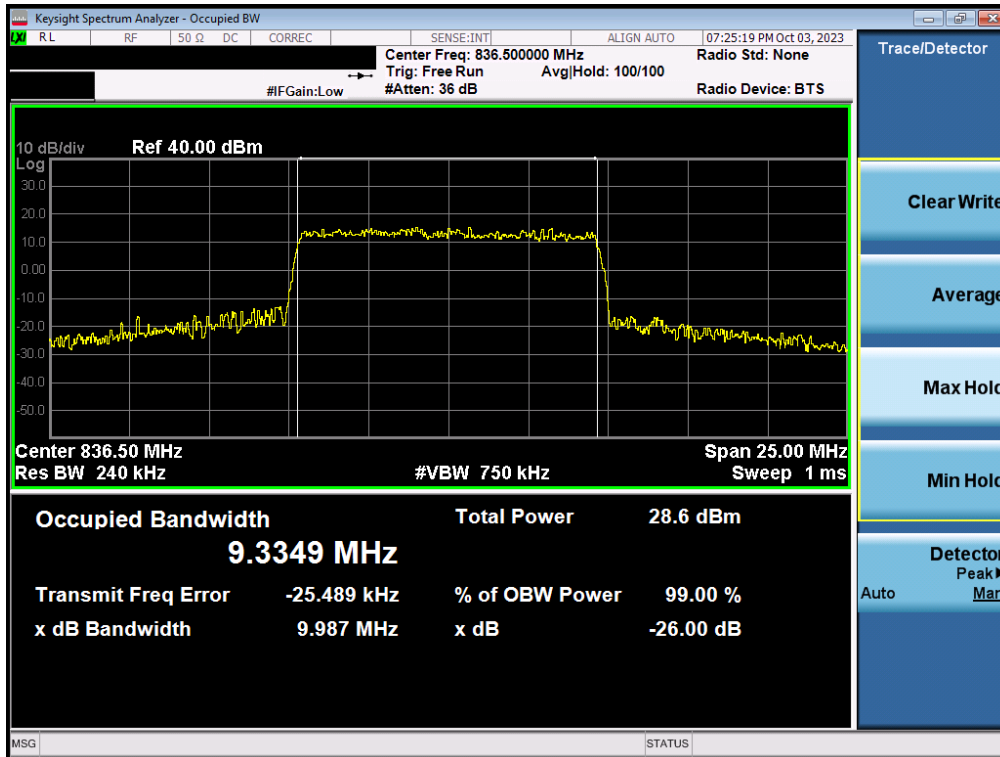 Keysight Spectrum Analyzer - Occupied BW
LXI RL RF 50 Ω DC CORREC SENSE:INT ALIGN AUTO 07:25:19 PM Oct 03, 2023
Center Freq: 836.500000 MHz Radio Std: None
Trig: Free Run Avg|Hold: 100/100
#IFGain:Low #Atten: 36 dB Radio Device: BTS
10 dB/div Ref 40.00 dBm
Log
30.0
20.0
10.0
0.00
-10.0
-20.0
-30.0
-40.0
-50.0
Center 836.50 MHz Span 25.00 MHz
Res BW 240 kHz #VBW 750 kHz Sweep 1 ms
Occupied Bandwidth Total Power 28.6 dBm
9.3349 MHz
Transmit Freq Error -25.489 kHz % of OBW Power 99.00 %
x dB Bandwidth 9.987 MHz x dB -26.00 dB
MSG STATUS
Trace/Detector
Clear Write
Average
Max Hold
Min Hold
Detector
Peak
Auto Man